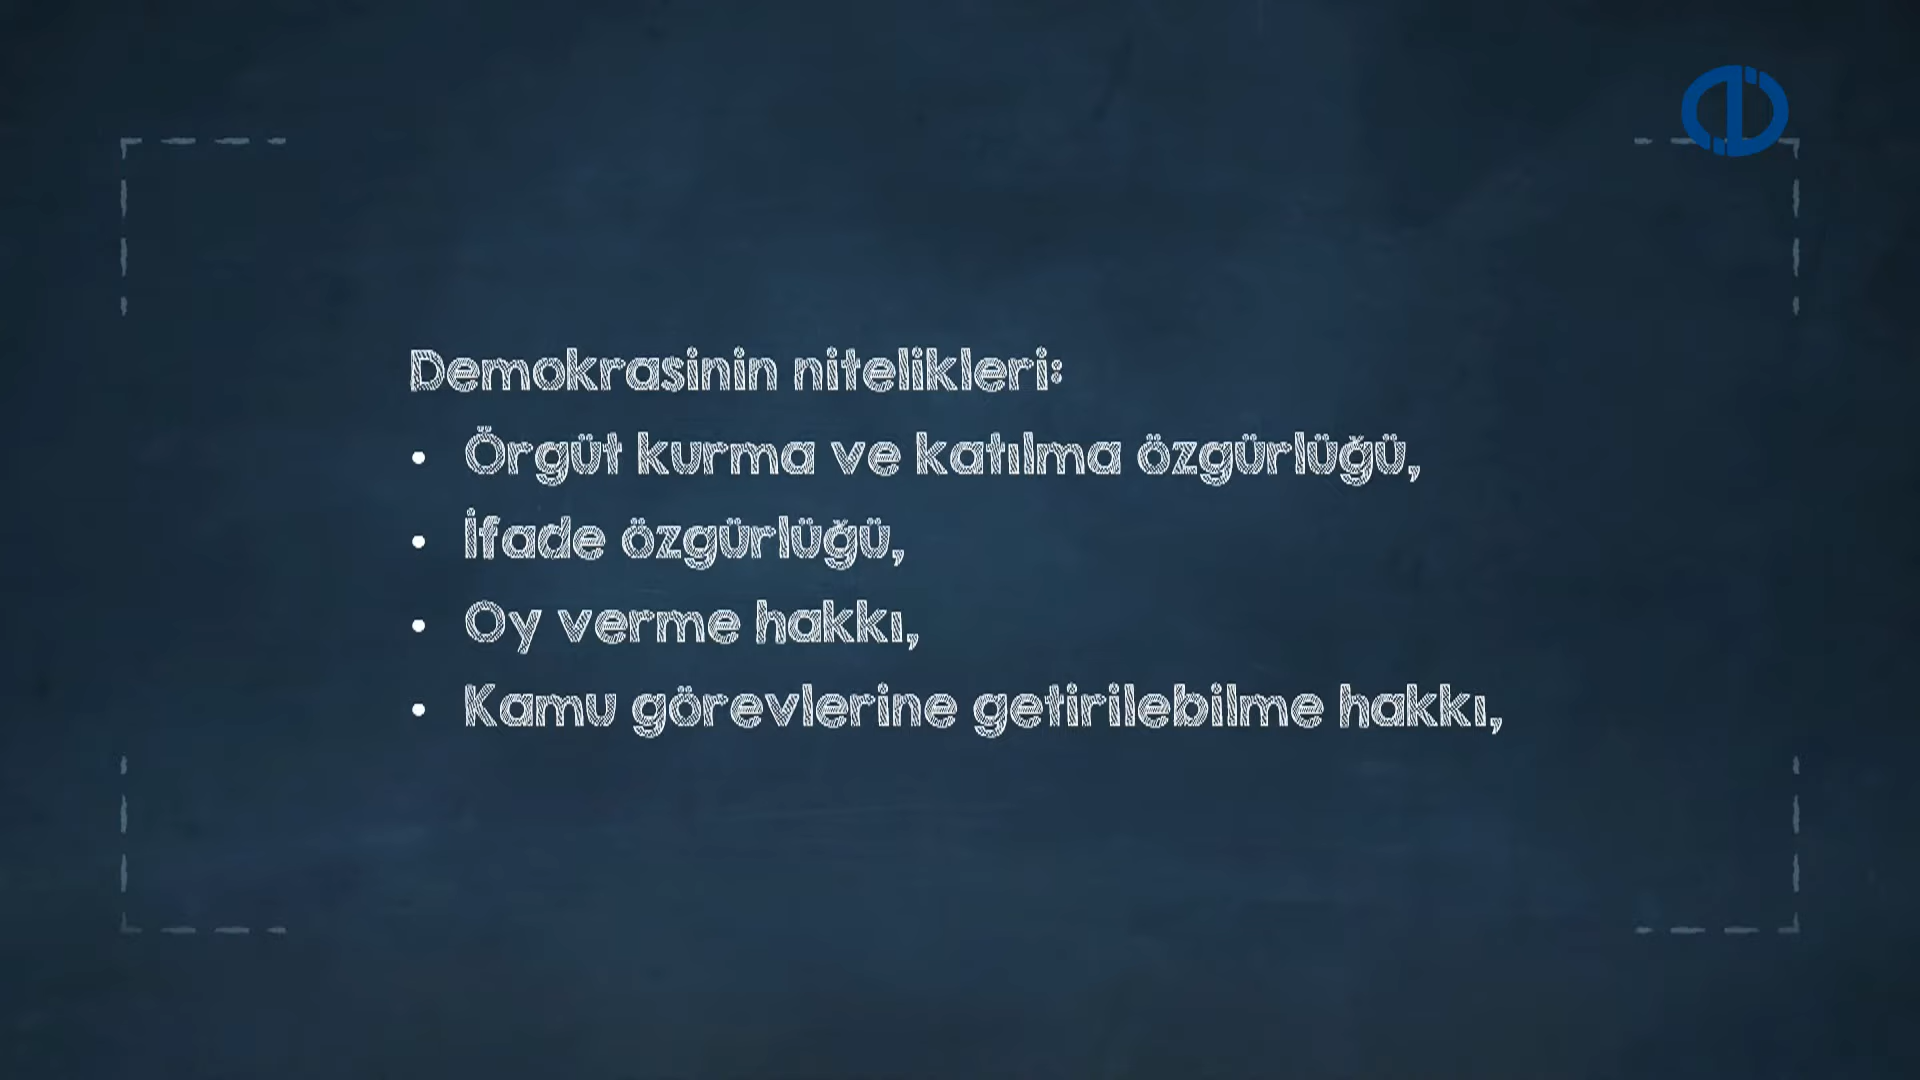 Demokrasinin nitelikleri:
• Örgüt kurma ve katılma özgürlüğü,
• İfade özgürlüğü,
• Oy verme hakkı,
• Kamu görevlerine getirilebilme hakkı,